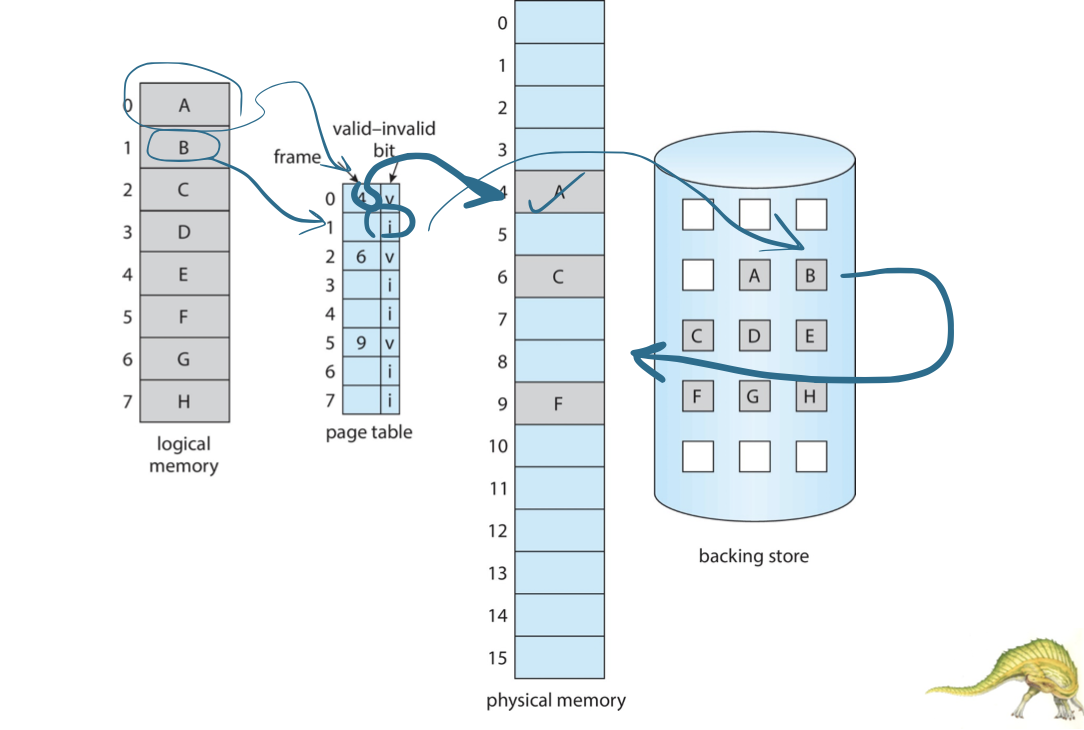 0 A
1 B
2 C
3 D
4 E
5 F
6 G
7 H
logical
memory
valid–invalid
bit
frame
0 4 v
1 i
2 6 v
3 i
4 i
5 9 v
6 i
7 i
page table
0
1
2
3
4 A
5
6 C
7
8
9 F
10
11
12
13
14
15
physical memory
A B
C D E
F G H
backing store